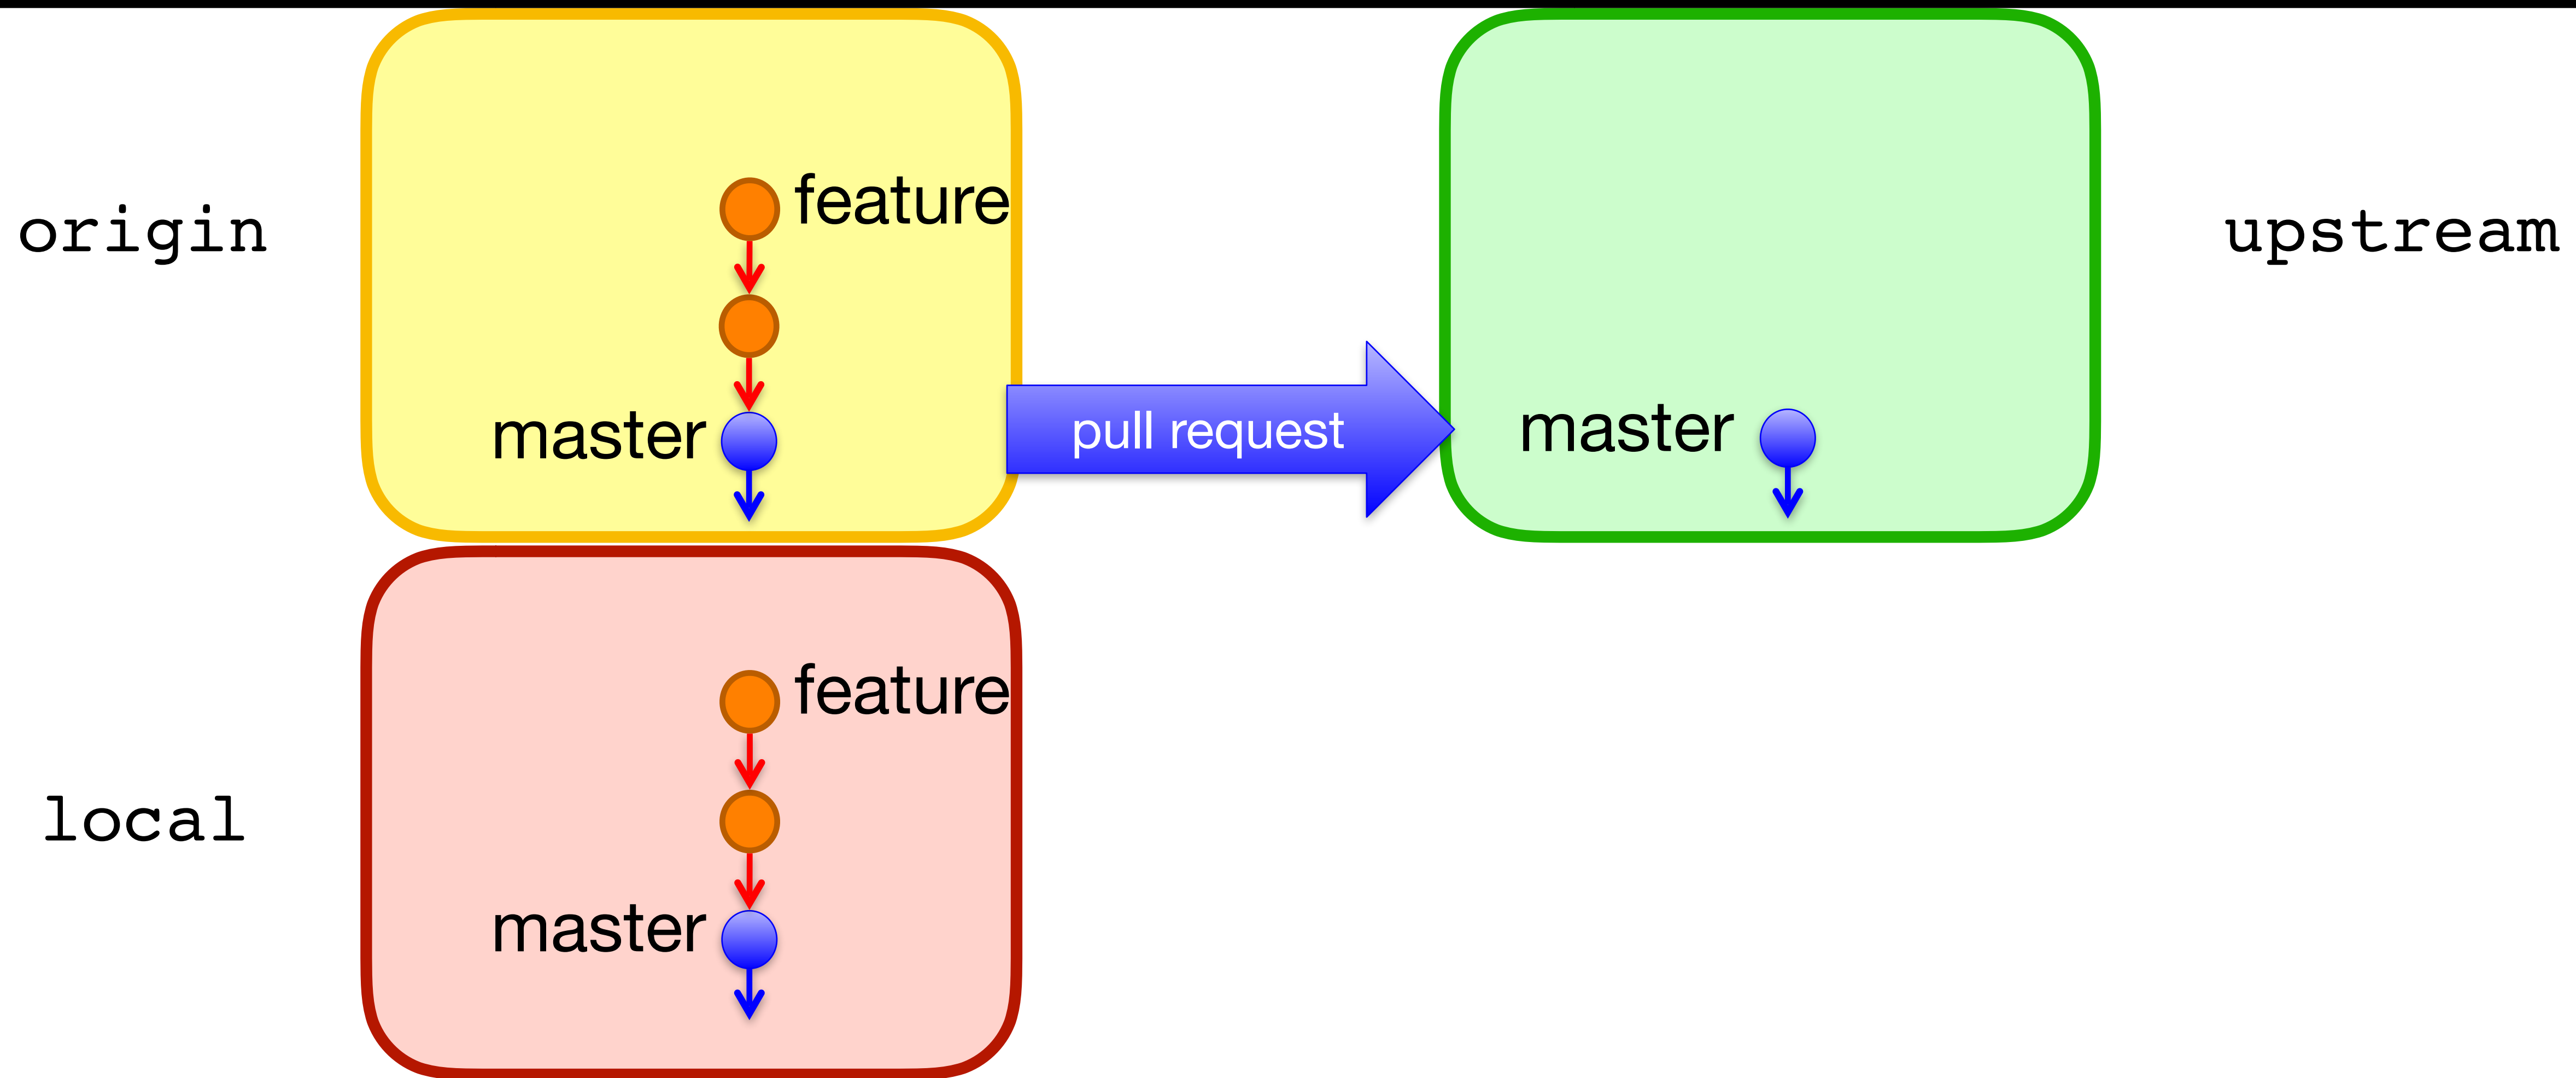 feature
origin
upstream
master
pull request
master
feature
local
master